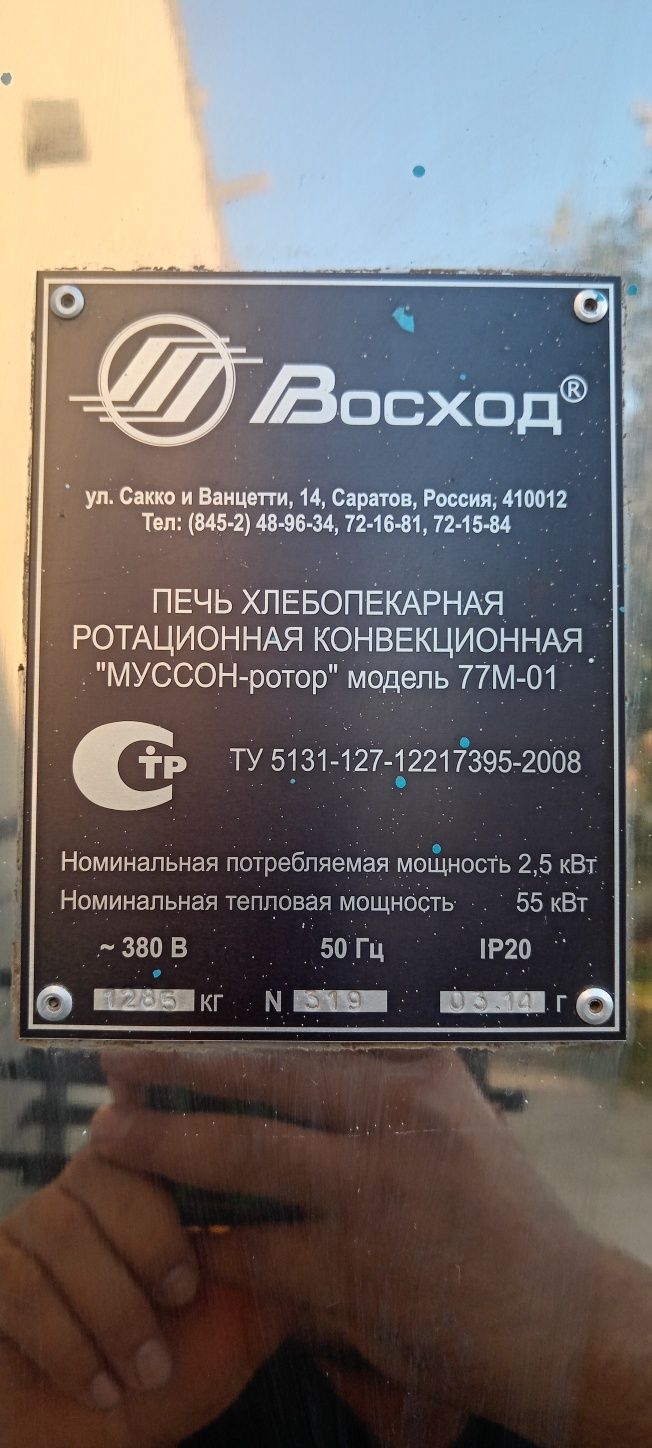 Восход®
ул. Сакко и Ванцетти, 14, Саратов, Россия, 410012
Тел: (845-2) 48-96-34, 72-16-81, 72-15-84
ПЕЧЬ ХЛЕБОПЕКАРНАЯ
РОТАЦИОННАЯ КОНВЕКЦИОННАЯ
"МУССОН-ротор" модель 77М-01
СТР ТУ 5131-127-12217395-2008
Номинальная потребляемая мощность 2,5 кВт
Номинальная тепловая мощность 55 кВт
~ 380 В 50 Гц IP20
1285 кг N 319 03.14 г